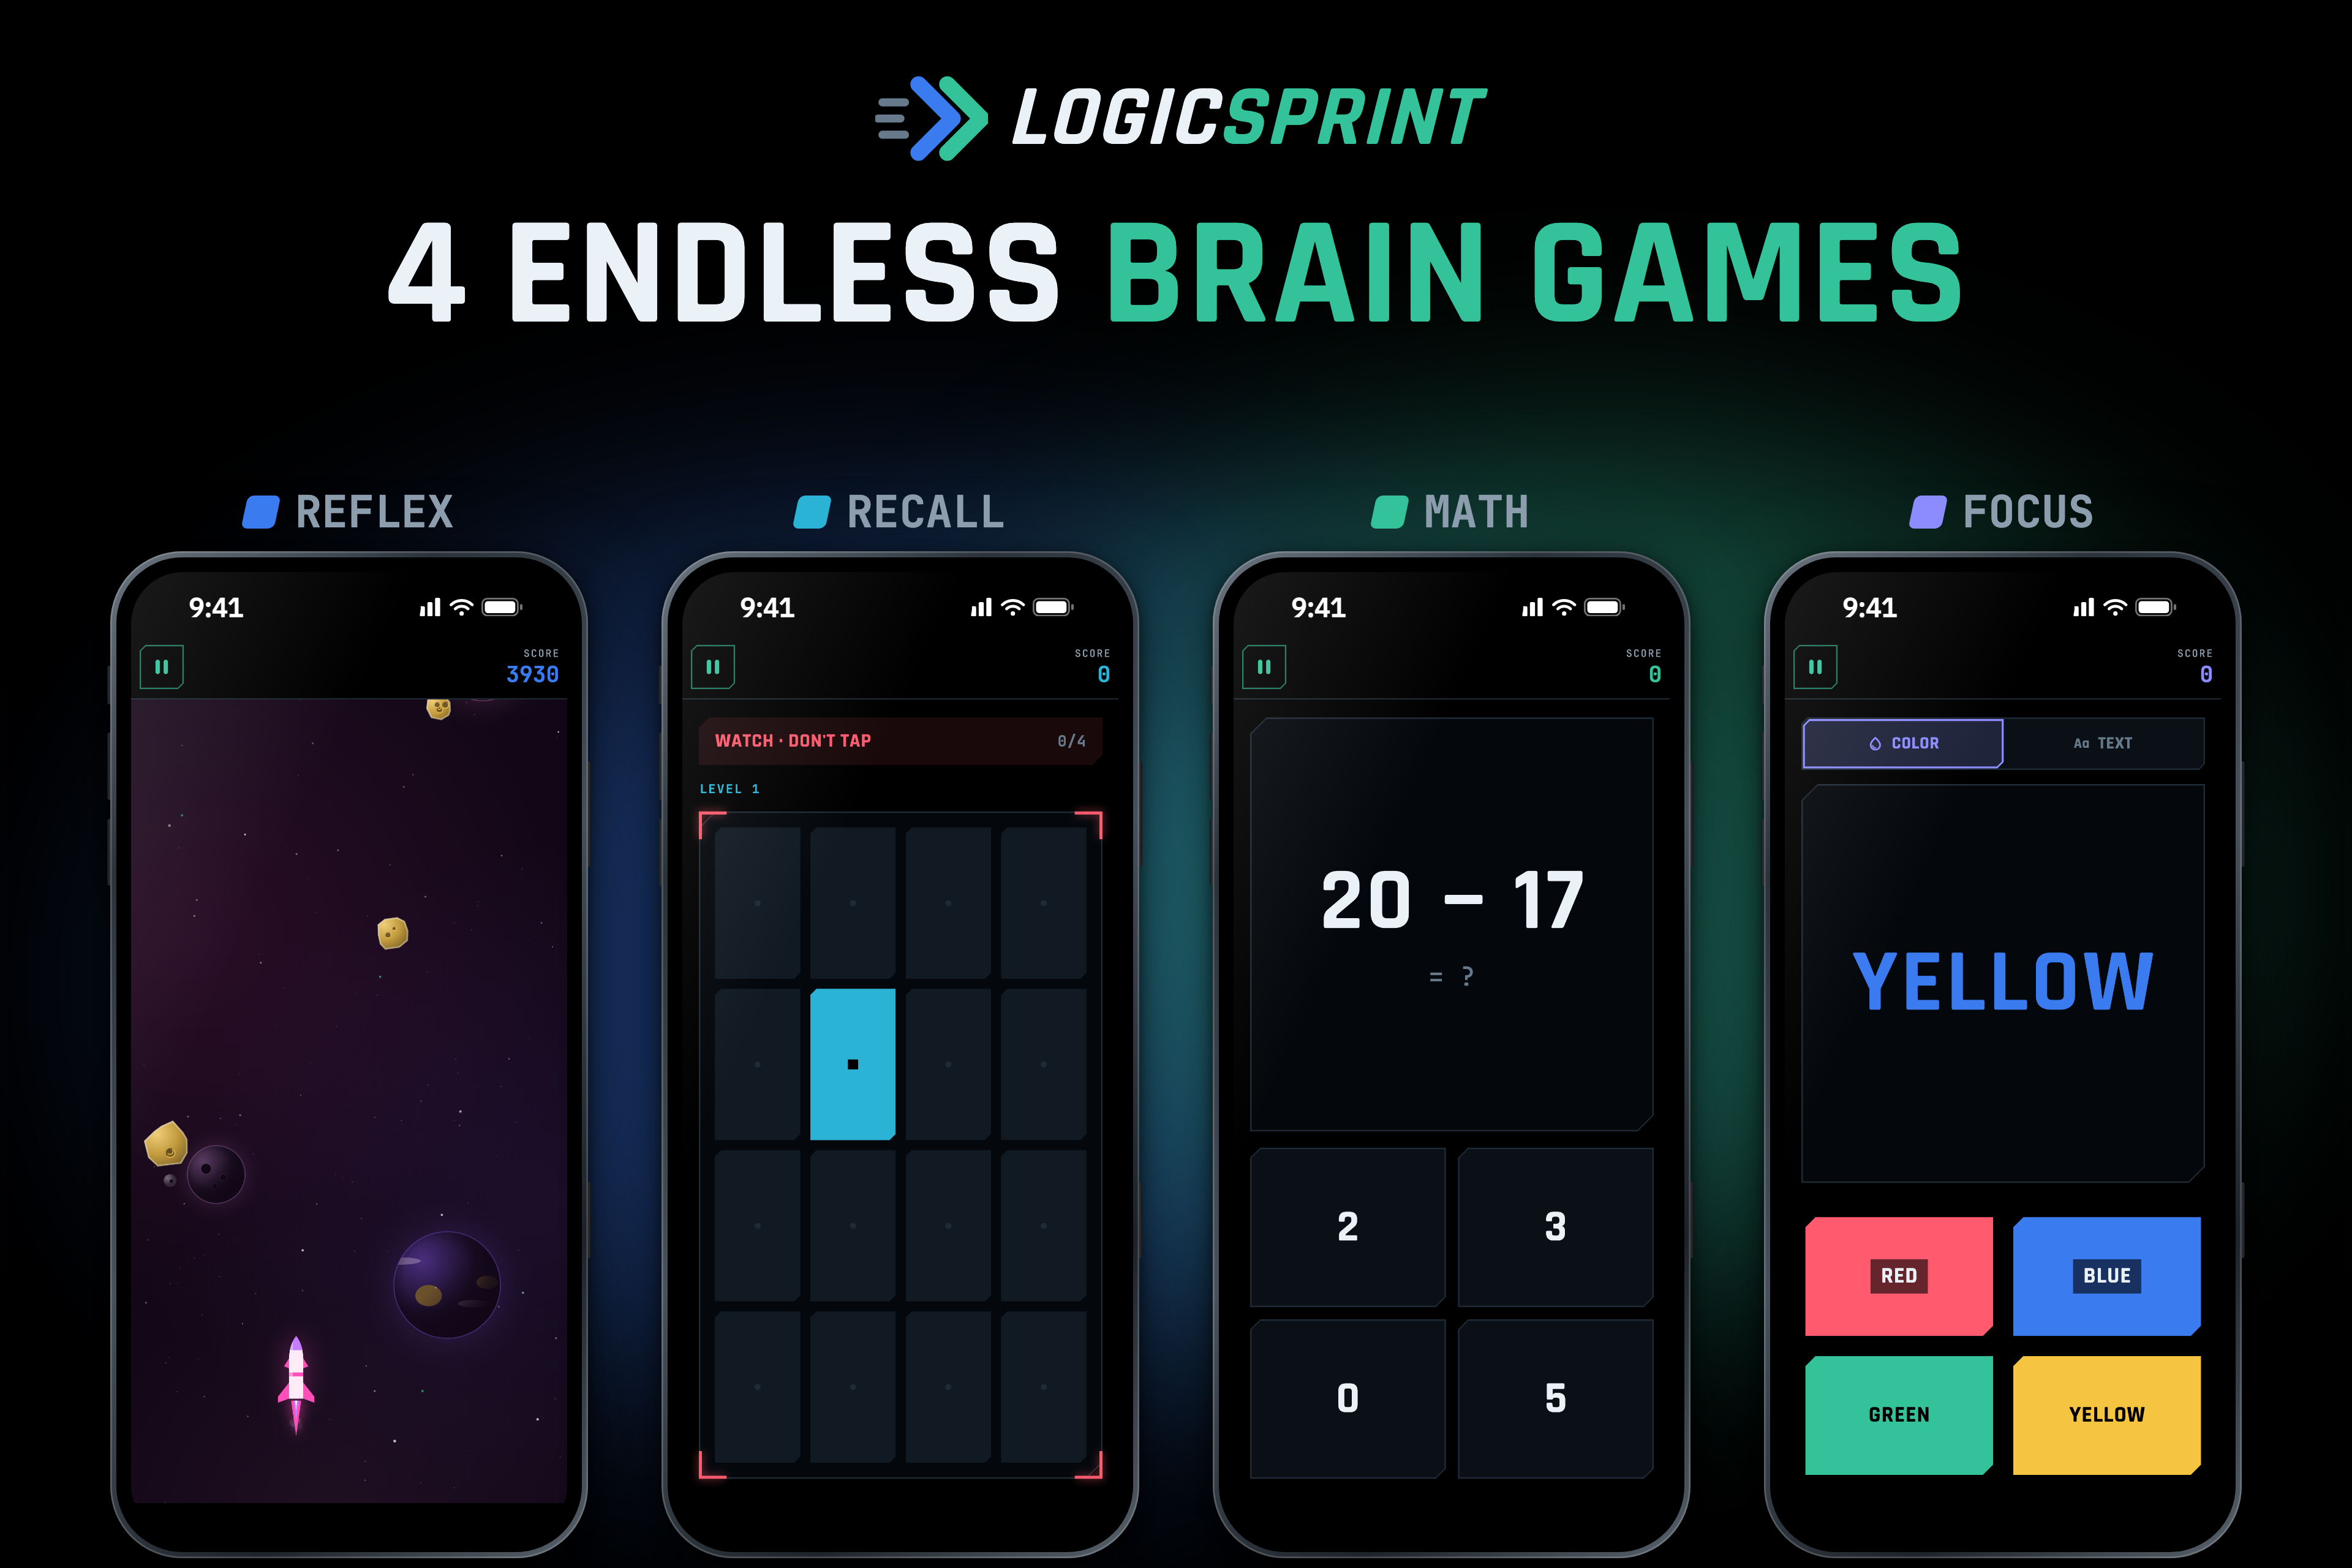 LOGICSPRINT
4 ENDLESS BRAIN GAMES
REFLEX
9:41
SCORE
3930
RECALL
9:41
SCORE
0
WATCH · DON'T TAP 0/4
LEVEL 1
MATH
9:41
SCORE
0
20 – 17
= ?
2 3
0 5
FOCUS
9:41
SCORE
0
COLOR Aa TEXT
YELLOW
RED BLUE
GREEN YELLOW